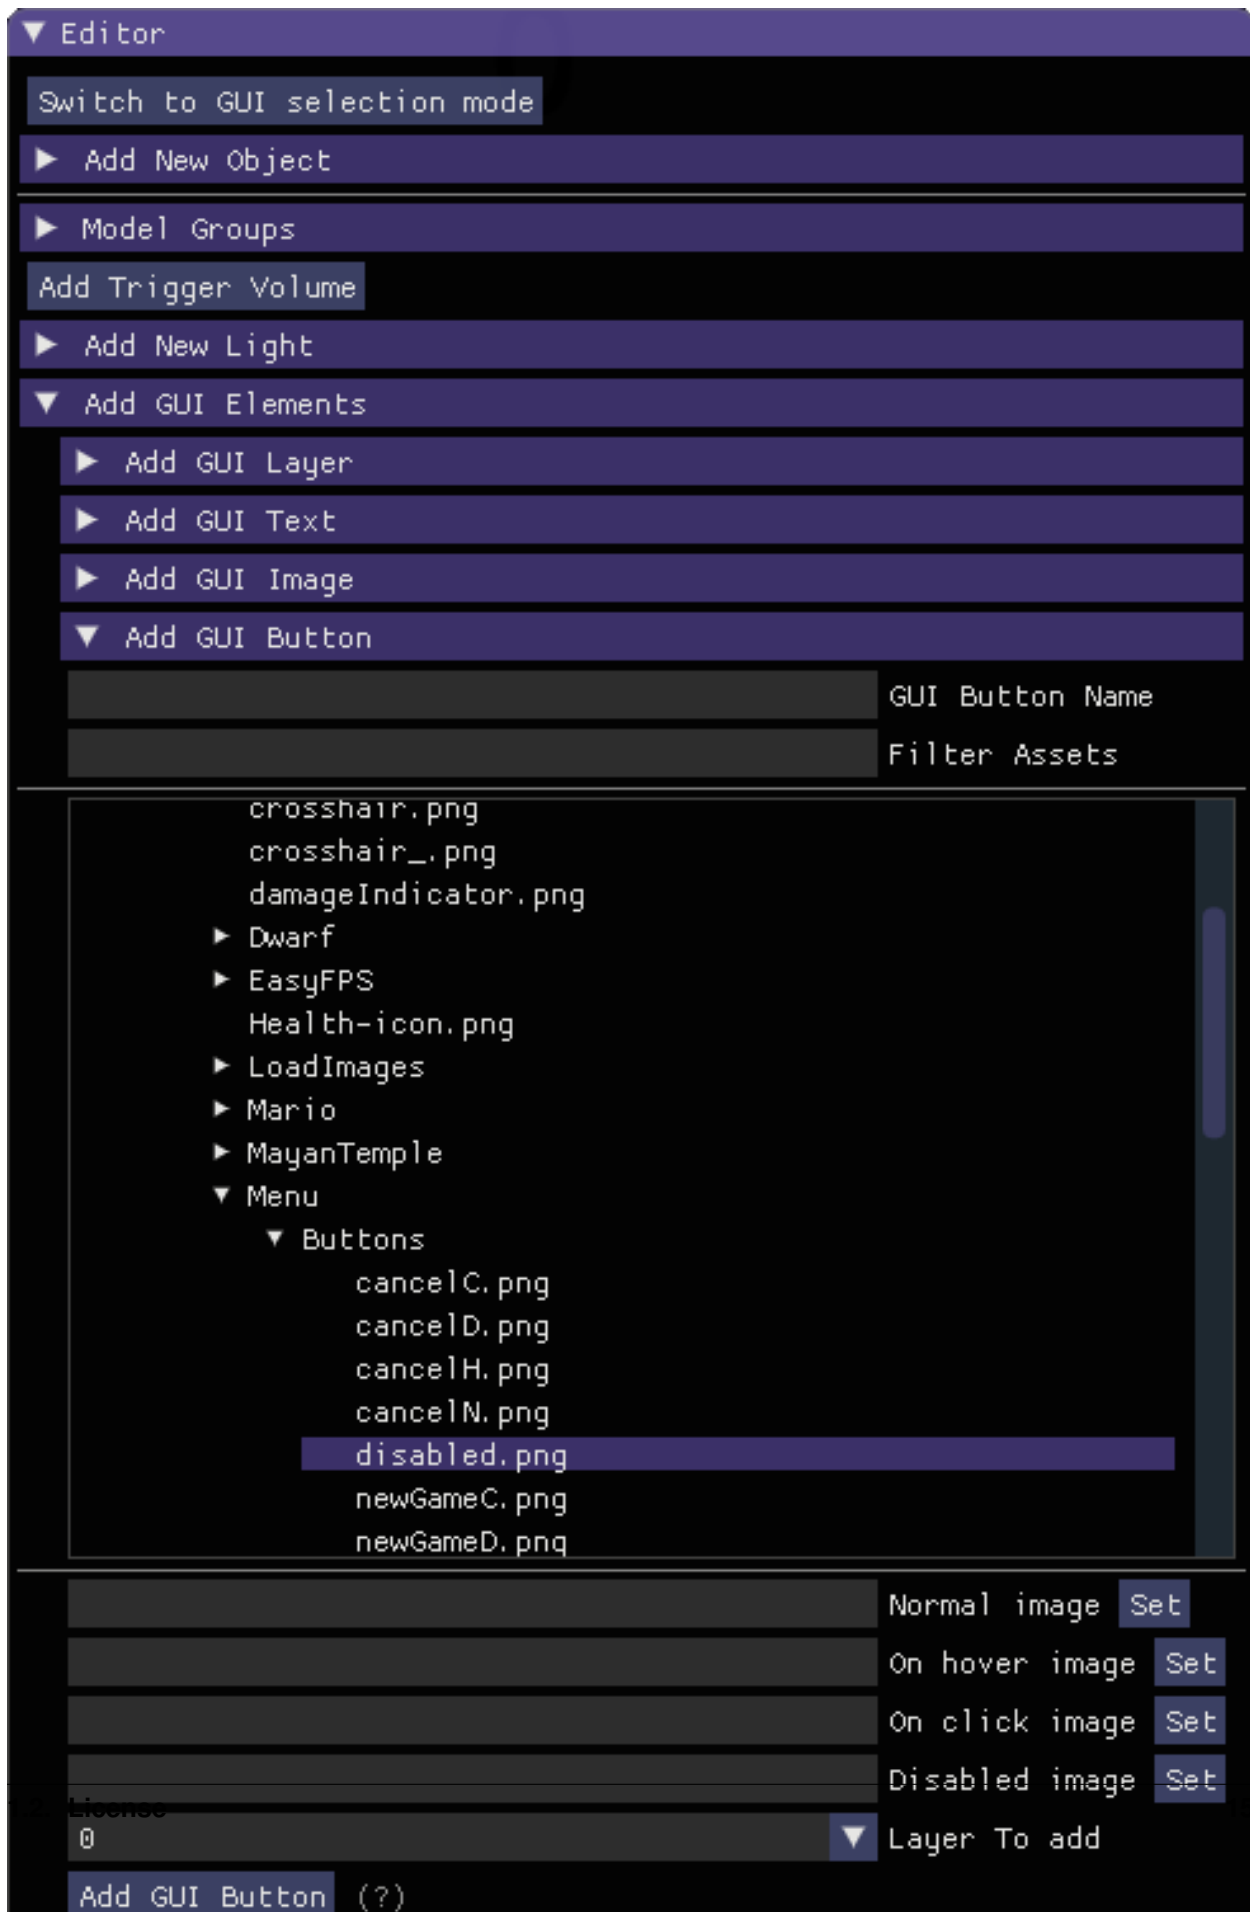 Editor
Switch to GUI selection mode
Add New Object
Model Groups
Add Trigger Volume
Add New Light
Add GUI Elements
Add GUI Layer
Add GUI Text
Add GUI Image
Add GUI Button
GUI Button Name
Filter Assets
crosshair.png
crosshair_.png
damageIndicator.png
Dwarf
EasyFPS
Health-icon.png
LoadImages
Mario
MayanTemple
Menu
Buttons
cancelC.png
cancelD.png
cancelH.png
cancelN.png
disabled.png
newGameC.png
newGameD.png
Normal image Set
On hover image Set
On click image Set
Disabled image Set
License
0 Layer To add
Add GUI Button (?)